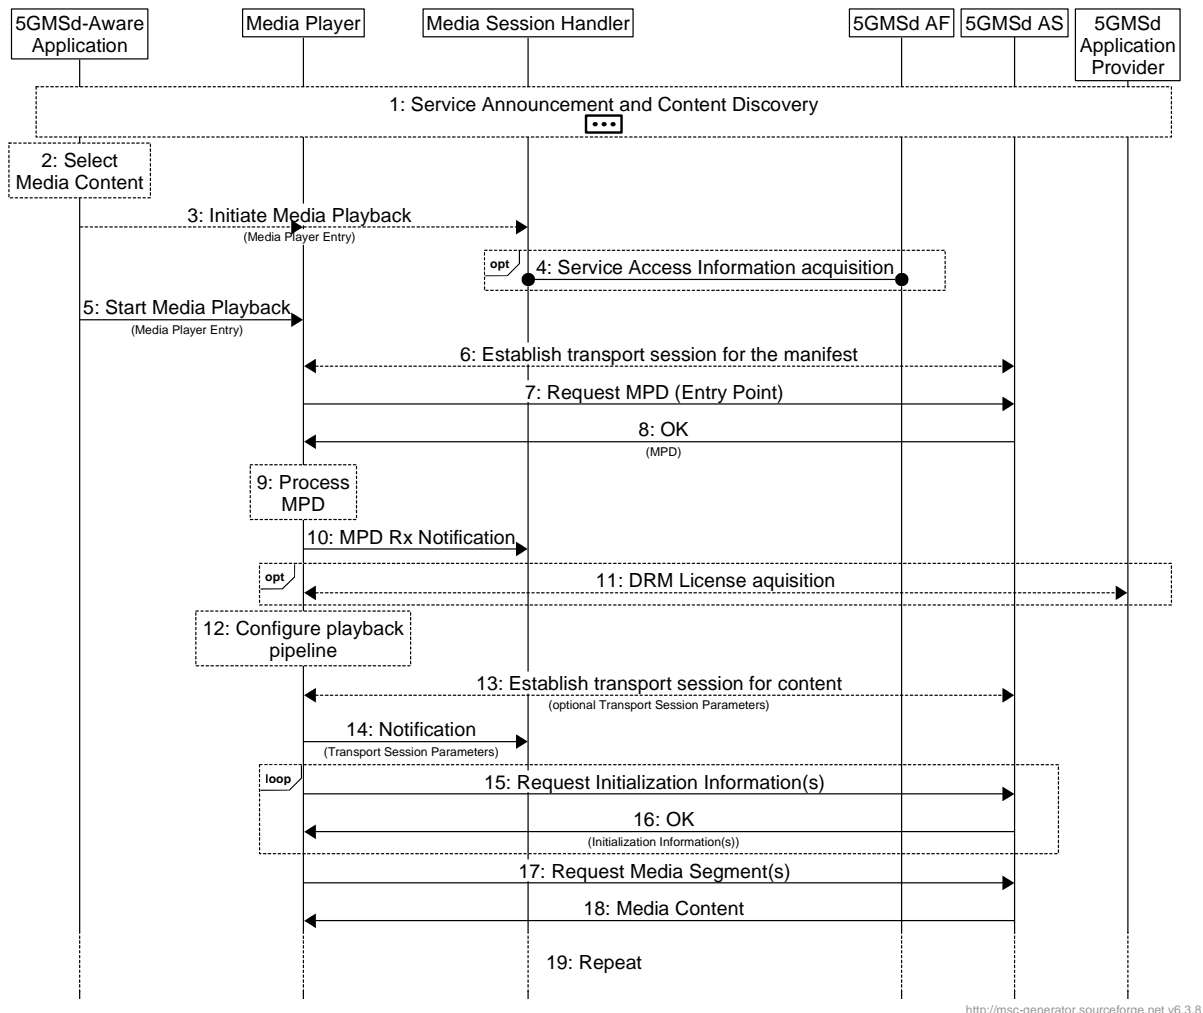 5GMSd-Aware
Application
Media Player
Media Session Handler
5GMSd AF
5GMSd AS
5GMSd
Application
Provider
1: Service Announcement and Content Discovery
2: Select
Media Content
3: Initiate Media Playback
(Media Player Entry)
opt
4: Service Access Information acquisition
5: Start Media Playback
(Media Player Entry)
6: Establish transport session for the manifest
7: Request MPD (Entry Point)
8: OK
(MPD)
9: Process
MPD
10: MPD Rx Notification
opt
11: DRM License aquisition
12: Configure playback
pipeline
13: Establish transport session for content
(optional Transport Session Parameters)
14: Notification
(Transport Session Parameters)
loop
15: Request Initialization Information(s)
16: OK
(Initialization Information(s))
17: Request Media Segment(s)
18: Media Content
19: Repeat
http://msc-generator.sourceforge.net v6.3.8